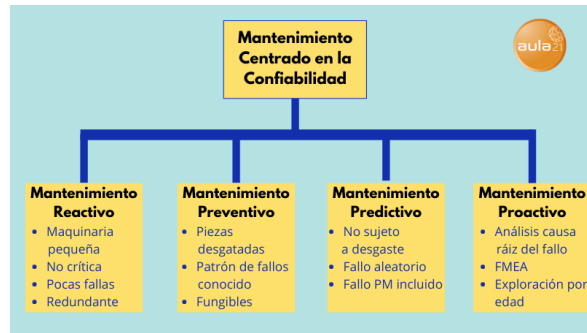 Mantenimiento
Centrado en la
Confiabilidad
aula21
Mantenimiento
Reactivo
Maquinaria
pequeña
No crítica
Pocas fallas
Redundante
Mantenimiento
Preventivo
Piezas
desgatadas
Patrón de fallos
conocido
Fungibles
Mantenimiento
Predictivo
No sujeto
a desgaste
Fallo aleatorio
Fallo PM incluido
Mantenimiento
Proactivo
Análisis causa
ráiz del fallo
FMEA
Exploración por
edad